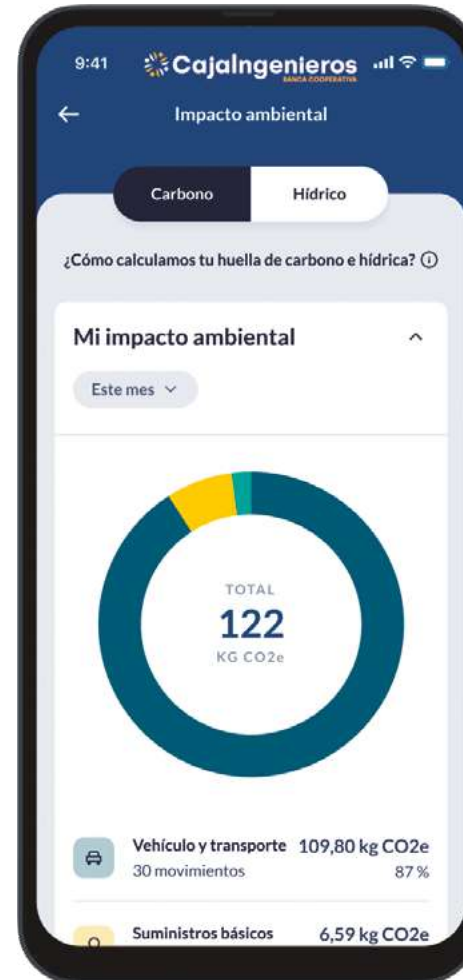 9:41
CajaIngenieros
BANCA COOPERATIVA
Impacto ambiental
Carbono Hídrico
¿Cómo calculamos tu huella de carbono e hídrica?
Mi impacto ambiental
Este mes
TOTAL
122
KG CO2e
Vehículo y transporte 109,80 kg CO2e
30 movimientos 87 %
Suministros básicos 6,59 kg CO2e